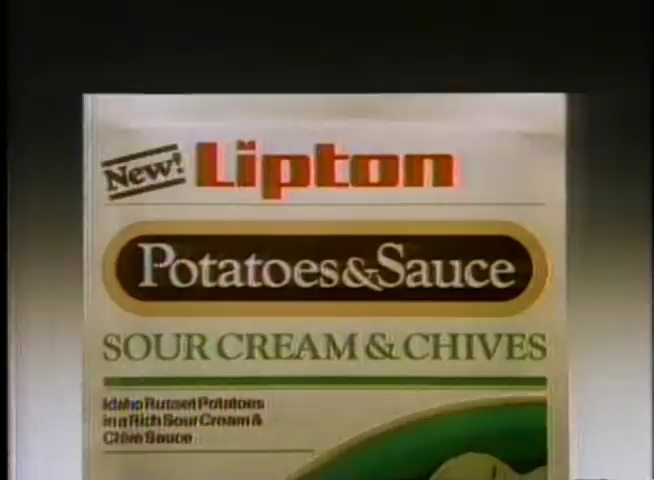 New! Lipton
Potatoes&Sauce
SOUR CREAM & CHIVES
Idaho Russet Potatoes
in a Rich Sour Cream &
Chive Sauce